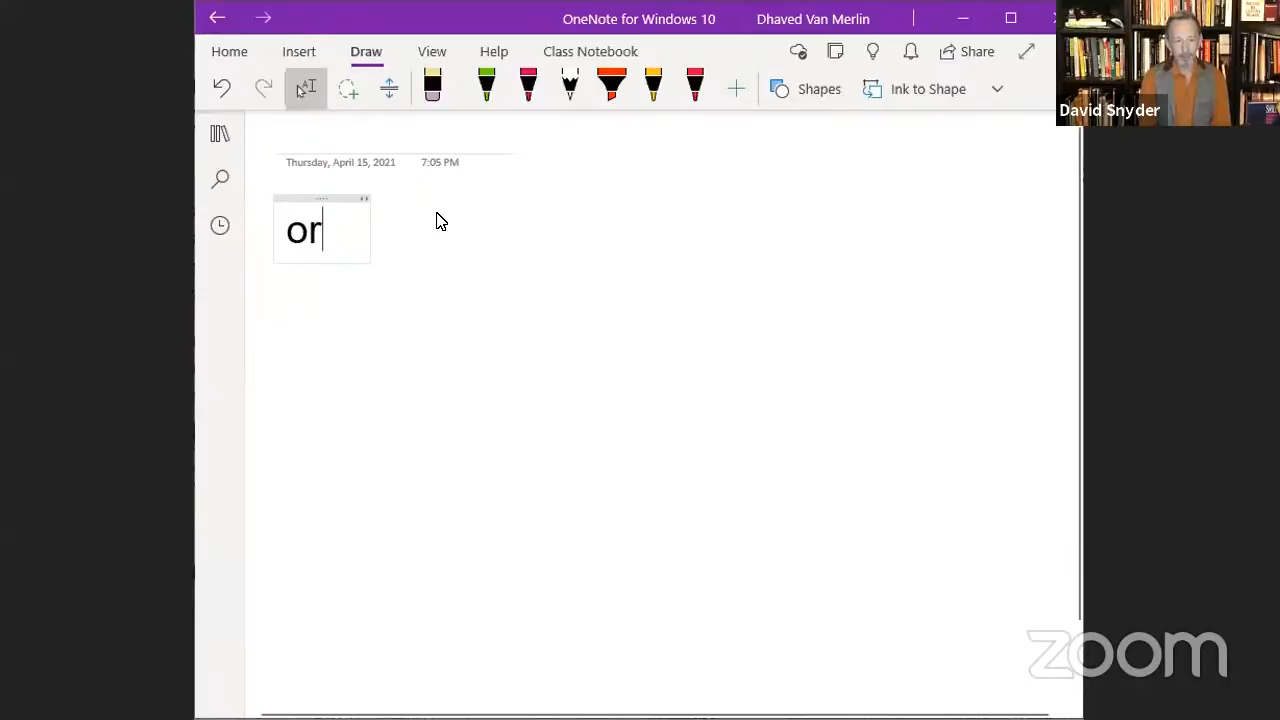 OneNote for Windows 10
Dhaved Van Merlin
Home
Insert
Draw
View
Help
Class Notebook
Share
Shapes
Ink to Shape
David Snyder
Thursday, April 15, 2021
7:05 PM
or
zoom